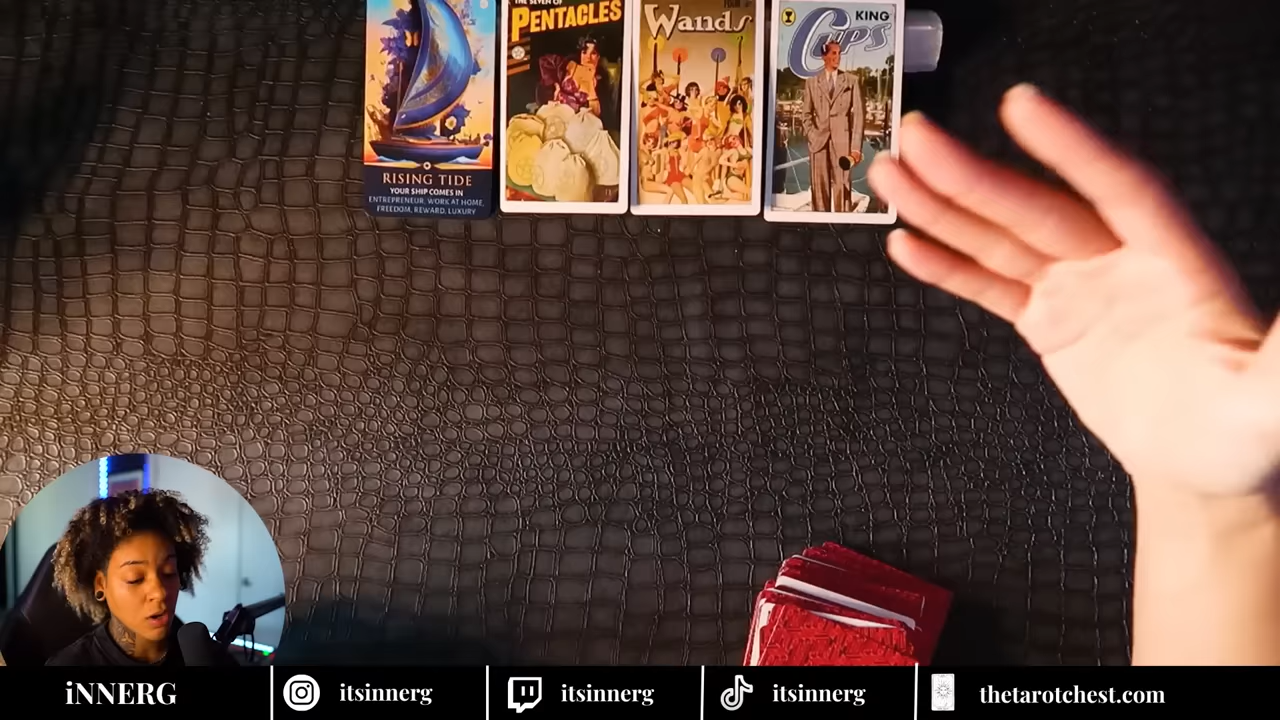 THE SEVEN OF
PENTACLES
Wands
KING
Cups
RISING TIDE
YOUR SHIP COMES IN
ENTREPRENEUR, WORK AT HOME,
FREEDOM, REWARD, LUXURY
iNNERG
itsinnerg
itsinnerg
itsinnerg
thetarotchest.com